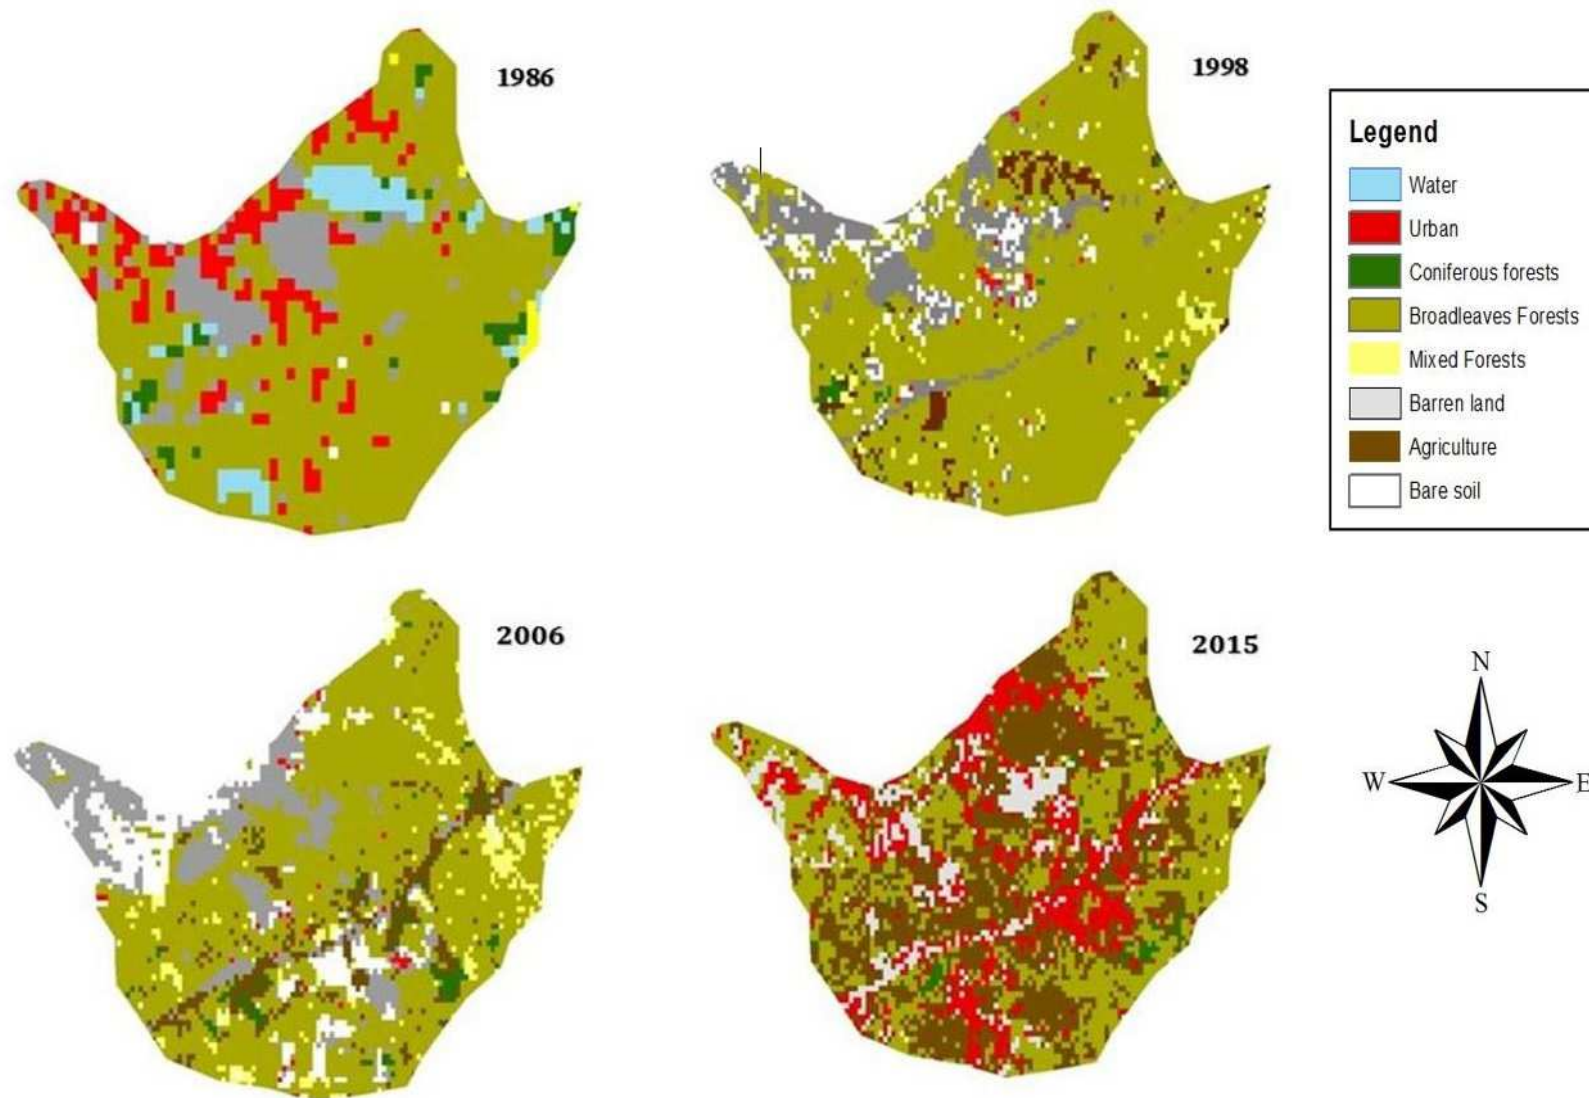 1986
1998
Legend
Water
Urban
Coniferous forests
Broadleaves Forests
Mixed Forests
Barren land
Agriculture
Bare soil
2006
2015
N
W
E
S